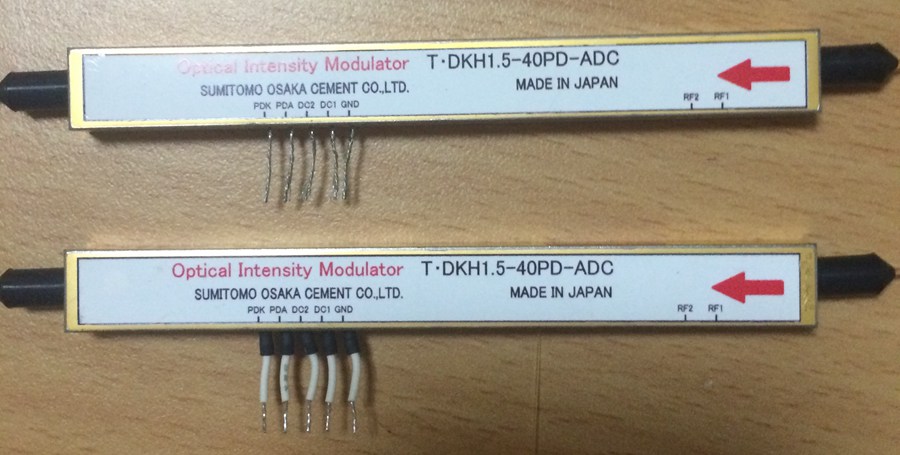 Optical Intensity Modulator T・DKH1.5-40PD-ADC
SUMITOMO OSAKA CEMENT CO.,LTD. MADE IN JAPAN
PDK PDA DC2 DC1 GND RF2 RF1
Optical Intensity Modulator T・DKH1.5-40PD-ADC
SUMITOMO OSAKA CEMENT CO.,LTD. MADE IN JAPAN
PDK PDA DC2 DC1 GND RF2 RF1